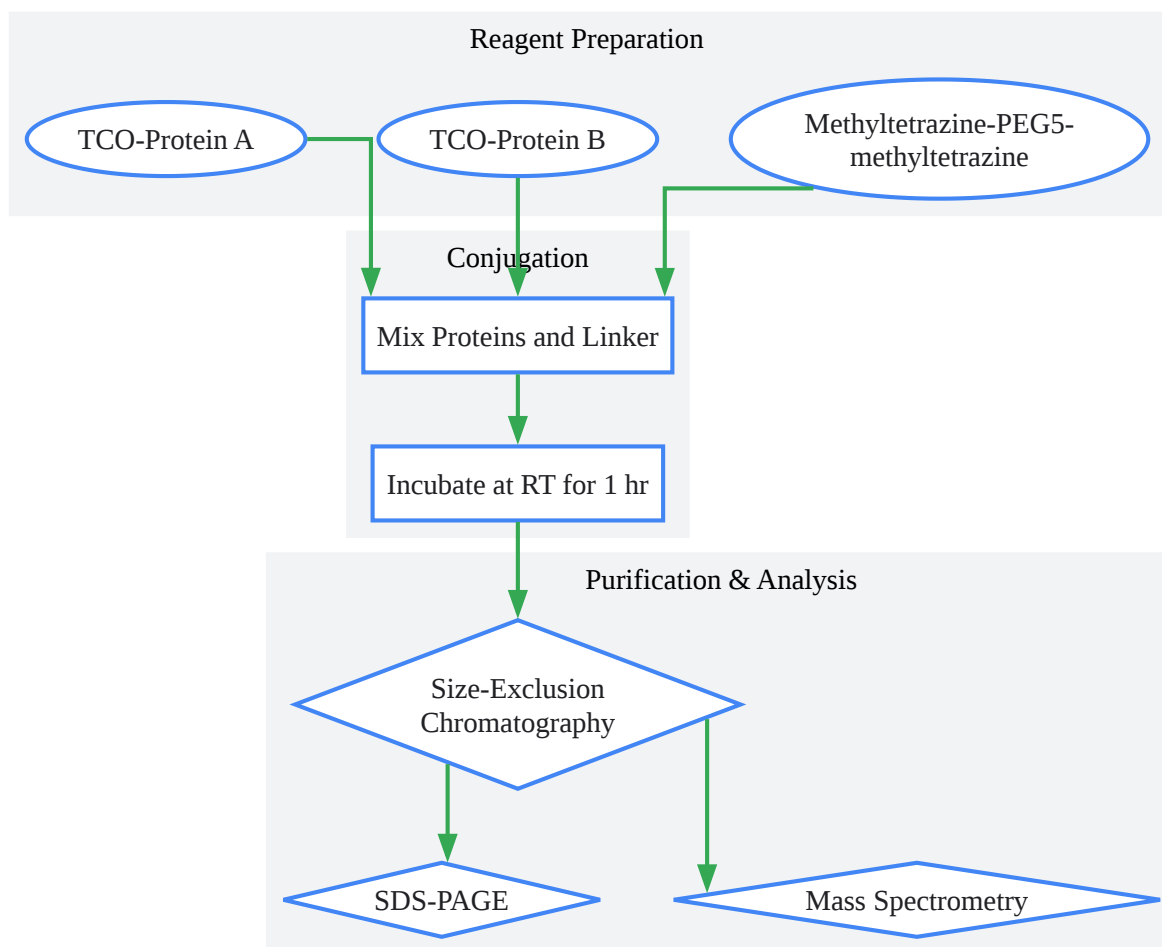 Reagent Preparation
TCO-Protein A
TCO-Protein B
Methyltetrazine-PEG5-
methyltetrazine
Conjugation
Mix Proteins and Linker
Incubate at RT for 1 hr
Purification & Analysis
Size-Exclusion
Chromatography
SDS-PAGE
Mass Spectrometry